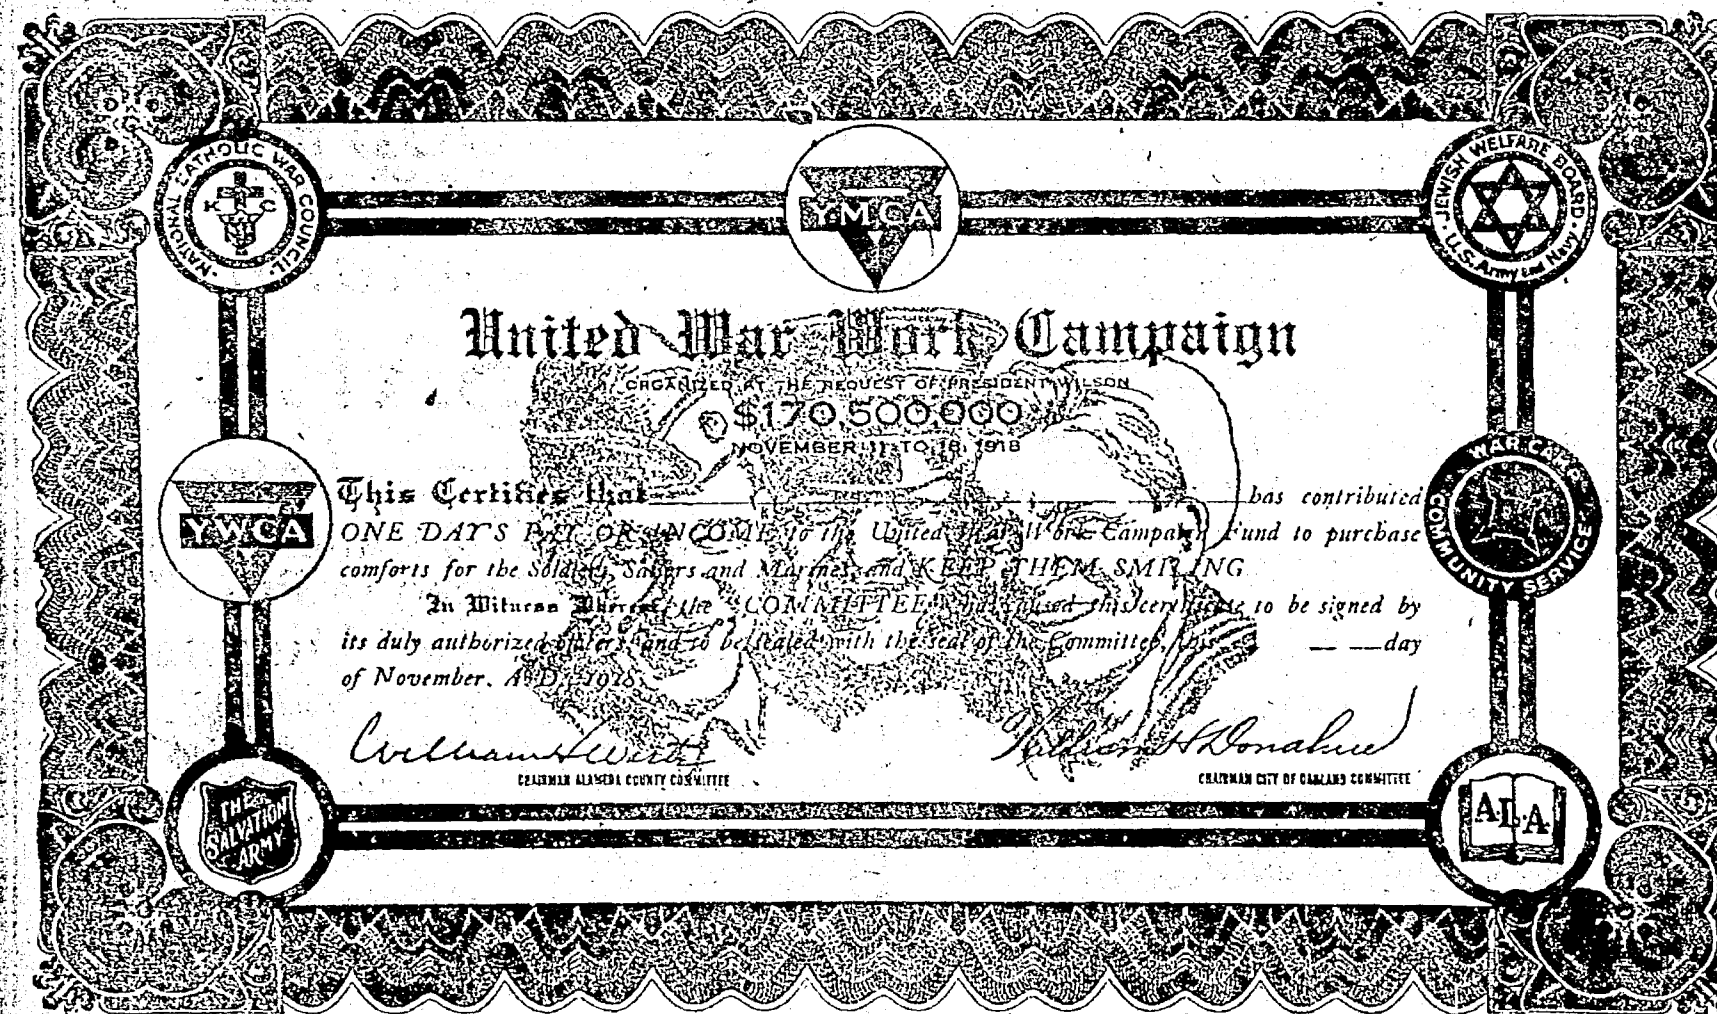 NATIONAL CATHOLIC WAR COUNCIL
K C
YMCA
JEWISH WELFARE BOARD
U.S. Army and Navy
United War Work Campaign
ORGANIZED AT THE REQUEST OF PRESIDENT WILSON
$170,500,000
NOVEMBER 11 TO 18, 1918
YWCA
WAR CAMP COMMUNITY SERVICE
This Certifies that has contributed
ONE DAY'S PAY OR INCOME to the United War Work Campaign Fund to purchase
comforts for the Soldiers, Sailors and Marines and KEEP THEM SMILING
In Witness Whereof, the "COMMITTEE" has caused this certificate to be signed by
its duly authorized officers and to be sealed with the seal of the Committee, this day
of November, A. D., 1918.
William H Donahue
CHAIRMAN ALAMEDA COUNTY COMMITTEE
CHAIRMAN CITY OF OAKLAND COMMITTEE
THE SALVATION ARMY
A.L.A.